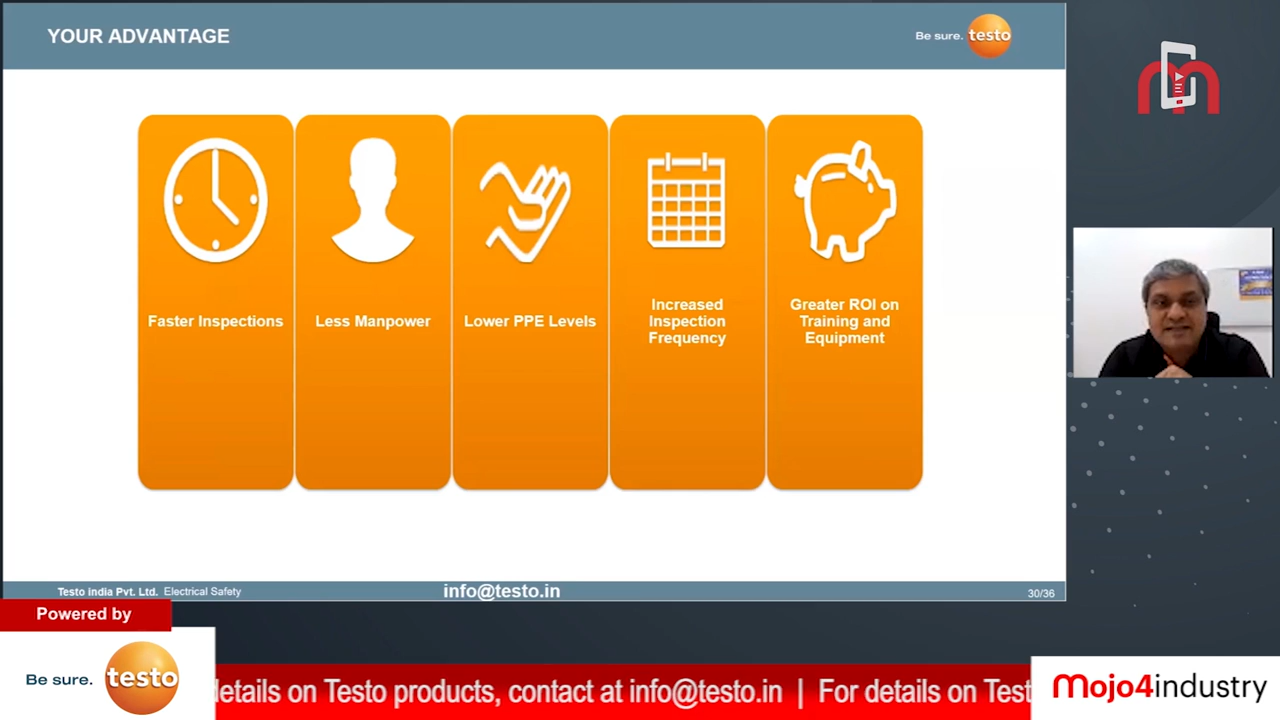 YOUR ADVANTAGE
Be sure. testo
Faster Inspections
Less Manpower
Lower PPE Levels
Increased
Inspection
Frequency
Greater ROI on
Training and
Equipment
Testo india Pvt. Ltd. Electrical Safety
info@testo.in
30/36
Powered by
Be sure. testo
details on Testo products, contact at info@testo.in | For details on Test
Mojo4industry